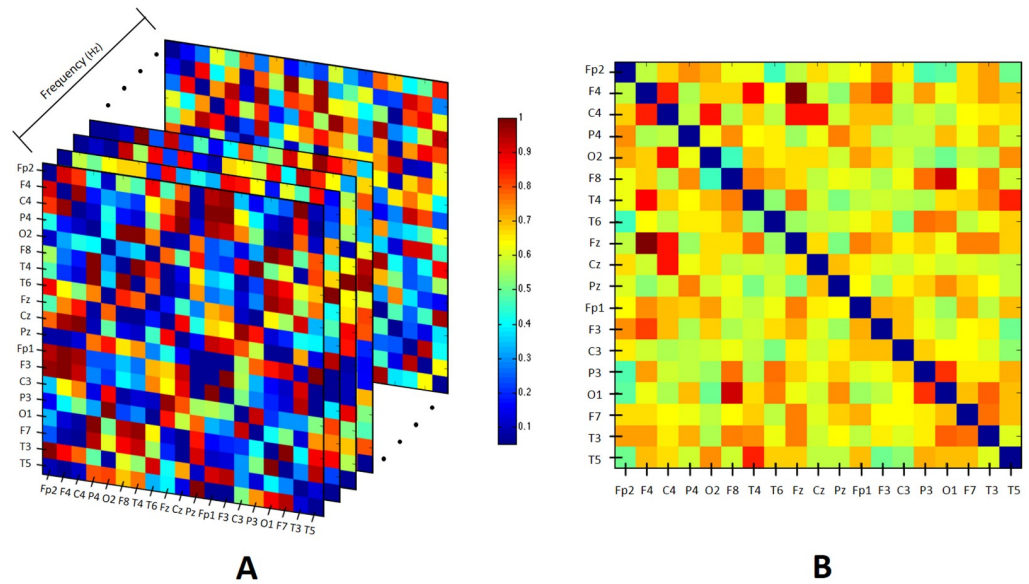 Frequency (Hz)
Fp2
F4
C4
P4
O2
F8
T4
T6
Fz
Cz
Pz
Fp1
F3
C3
P3
O1
F7
T3
T5
Fp2 F4 C4 P4 O2 F8 T4 T6 Fz Cz Pz Fp1 F3 C3 P3 O1 F7 T3 T5
1
0.9
0.8
0.7
0.6
0.5
0.4
0.3
0.2
0.1
A
Fp2
F4
C4
P4
O2
F8
T4
T6
Fz
Cz
Pz
Fp1
F3
C3
P3
O1
F7
T3
T5
Fp2 F4 C4 P4 O2 F8 T4 T6 Fz Cz Pz Fp1 F3 C3 P3 O1 F7 T3 T5
B